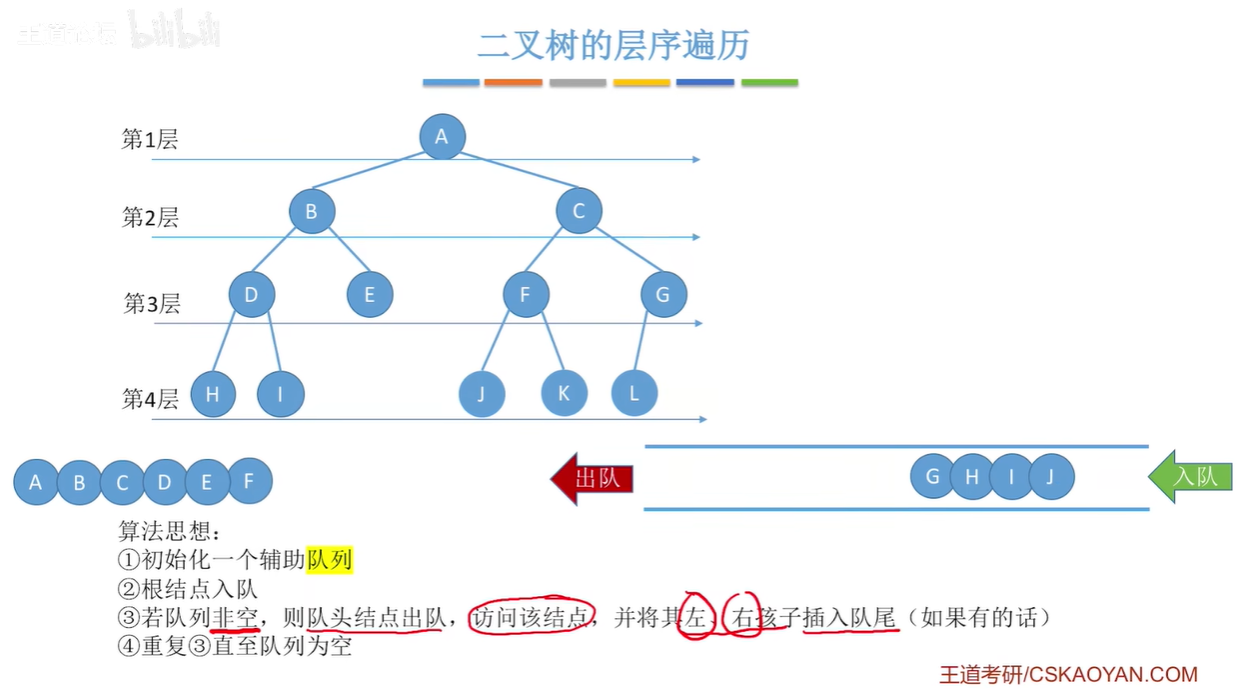 bilibili
二叉树的层序遍历
第1层
A
第2层
B C
第3层
D E F G
第4层
H I J K L
A B C D E F
出队
G H I J
入队
算法思想：
①初始化一个辅助队列
②根结点入队
③若队列非空，则队头结点出队，访问该结点，并将其左、右孩子插入队尾（如果有的话）
④重复③直至队列为空
王道考研/CSKAOYAN.COM